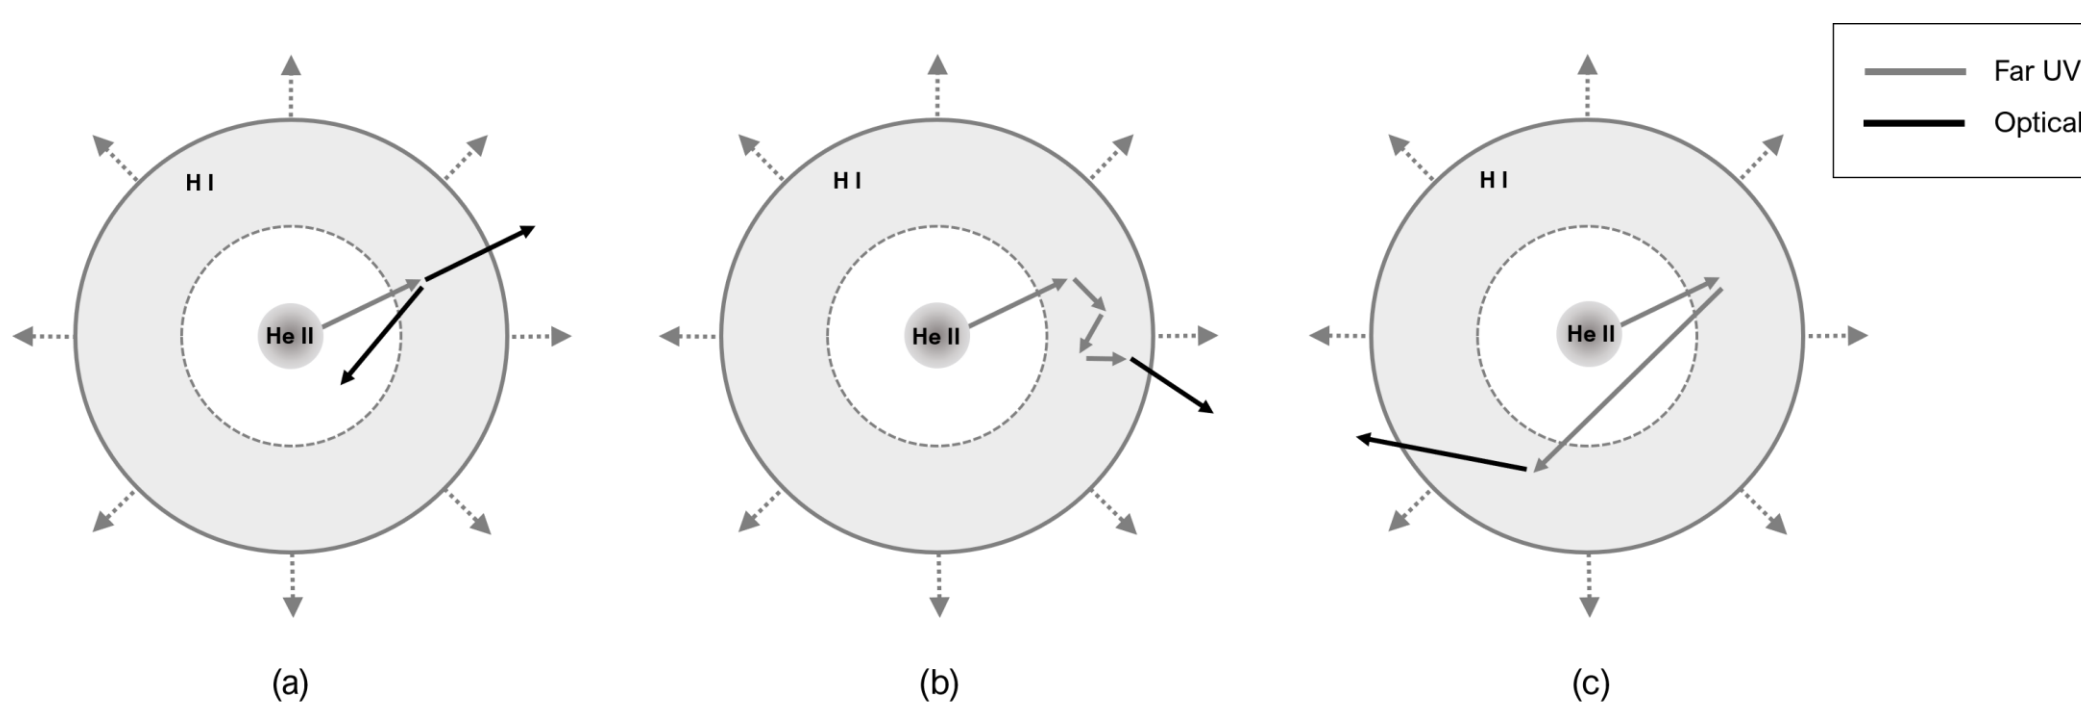 Far UV
Optical
H I
H I
H I
He II
He II
He II
(a)
(b)
(c)